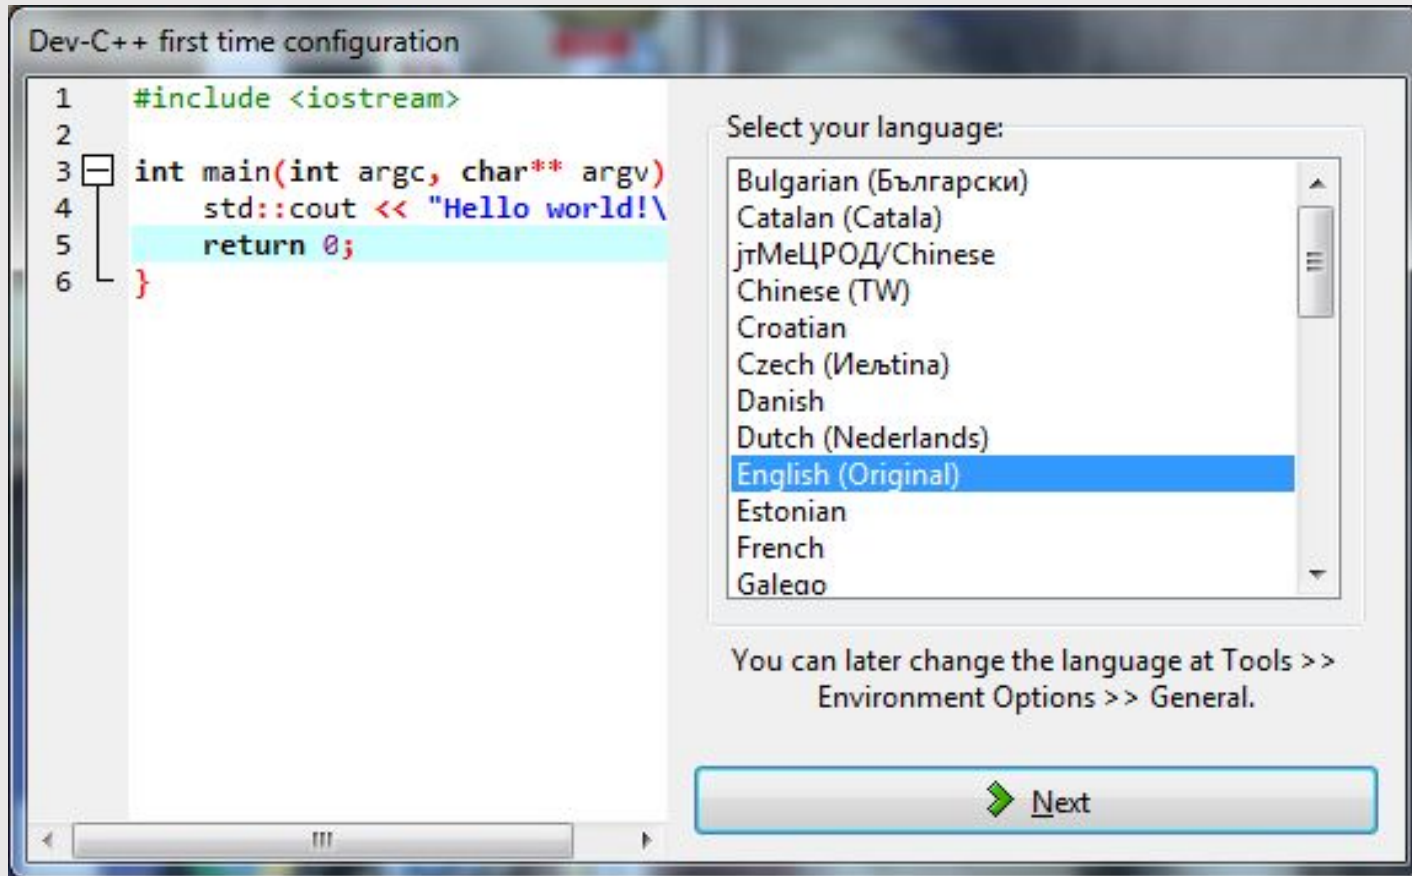 Dev-C++ first time configuration
1 #include <iostream>
2
3 int main(int argc, char** argv)
4 std::cout << "Hello world!\
5 return 0;
6 }
Select your language:
Bulgarian (Български)
Catalan (Catala)
јтМеЦРОД/Chinese
Chinese (TW)
Croatian
Czech (Иељtina)
Danish
Dutch (Nederlands)
English (Original)
Estonian
French
Galego
You can later change the language at Tools >>
Environment Options >> General.
Next